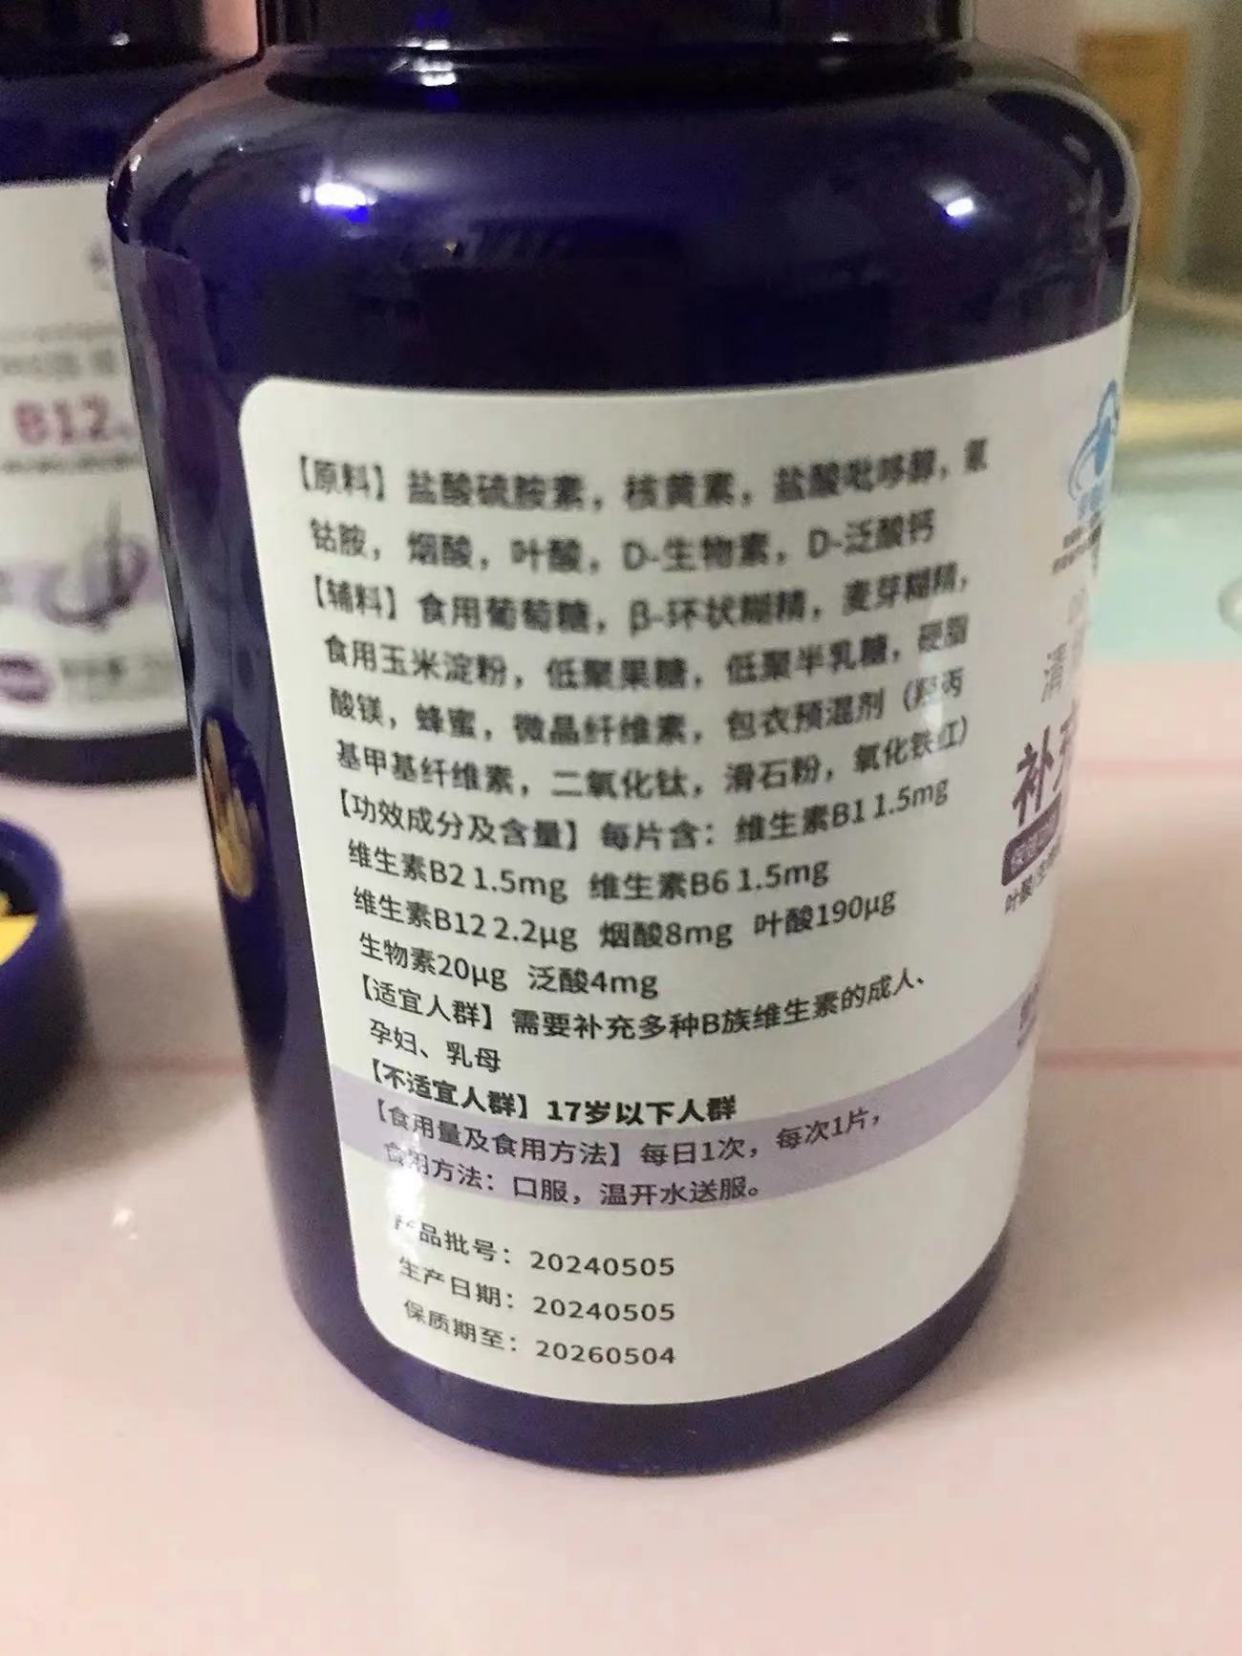 【原料】盐酸硫胺素，核黄素，盐酸吡哆醇，氰
钴胺，烟酸，叶酸，D-生物素，D-泛酸钙
【辅料】食用葡萄糖，β-环状糊精，麦芽糊精，
食用玉米淀粉，低聚果糖，低聚半乳糖，硬脂
酸镁，蜂蜜，微晶纤维素，包衣预混剂（羟丙
基甲基纤维素，二氧化钛，滑石粉，氧化铁红）
【功效成分及含量】每片含：维生素B1 1.5mg
维生素B2 1.5mg 维生素B6 1.5mg
维生素B12 2.2μg 烟酸8mg 叶酸190μg
生物素20μg 泛酸4mg
【适宜人群】需要补充多种B族维生素的成人、
孕妇、乳母
【不适宜人群】17岁以下人群
【食用量及食用方法】每日1次，每次1片，
食用方法：口服，温开水送服。
产品批号：20240505
生产日期：20240505
保质期至：20260504
B12
清
补充
叶酸